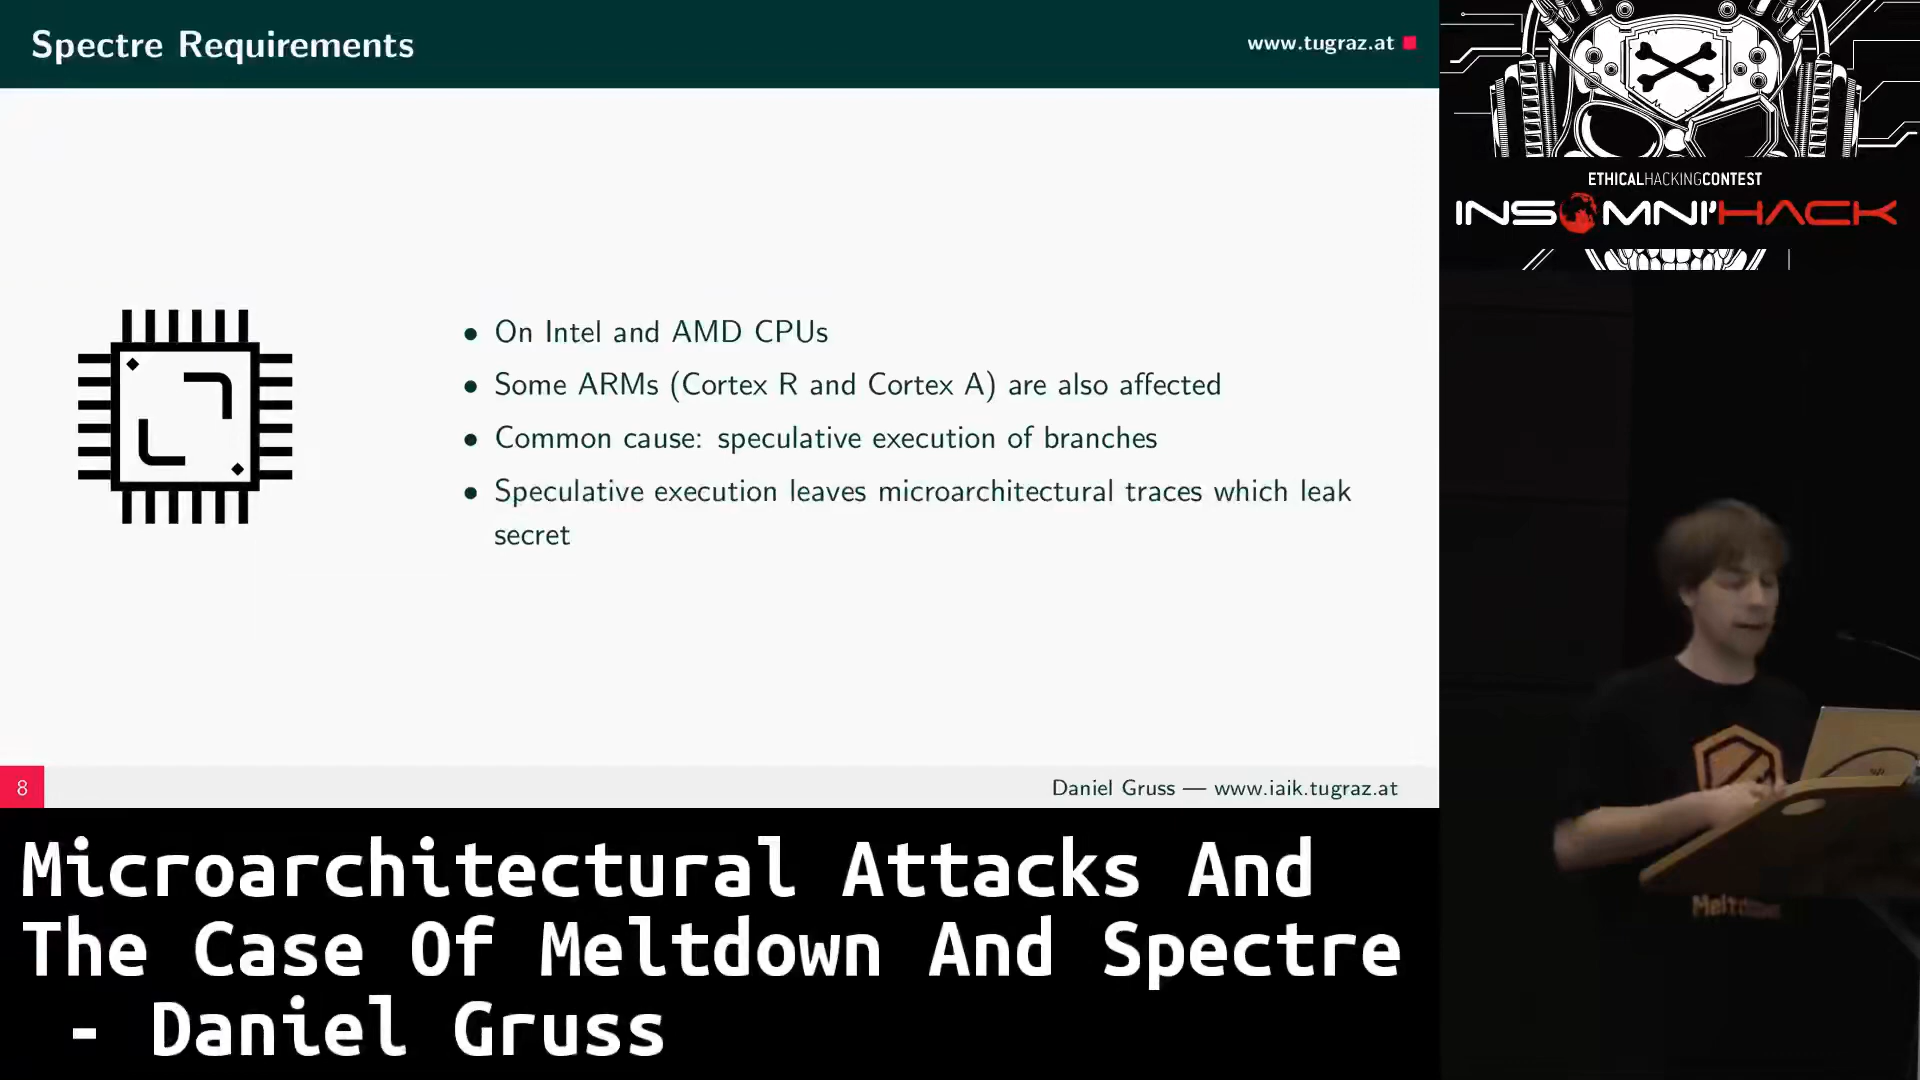 Spectre Requirements
www.tugraz.at
• On Intel and AMD CPUs
• Some ARMs (Cortex R and Cortex A) are also affected
• Common cause: speculative execution of branches
• Speculative execution leaves microarchitectural traces which leak
secret
8
Daniel Gruss — www.iaik.tugraz.at
ETHICALHACKINGCONTEST
INSOMNI'HACK
Meltdown
Microarchitectural Attacks And
The Case Of Meltdown And Spectre
- Daniel Gruss